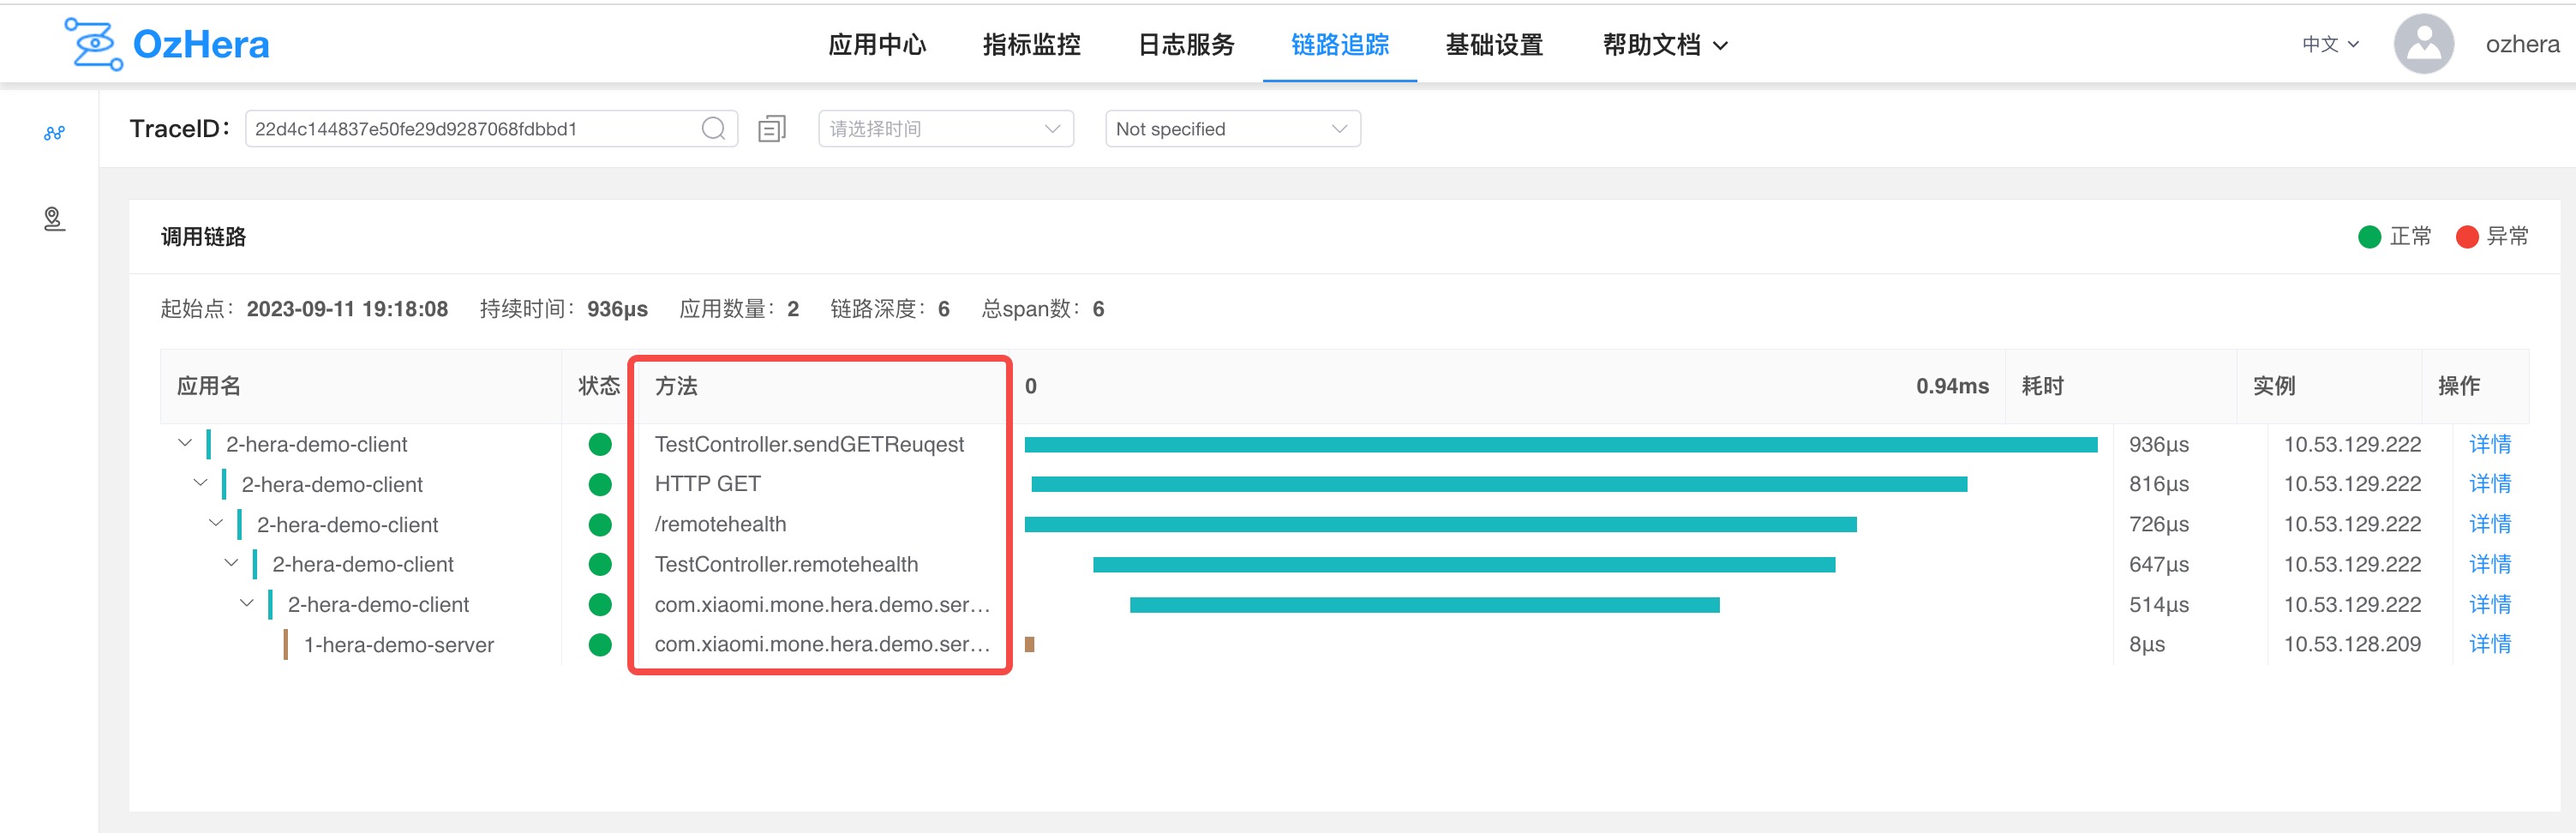 OzHera 应用中心 指标监控 日志服务 链路追踪 基础设置 帮助文档 中文 ozhera
TraceID： 22d4c144837e50fe29d9287068fdbbd1 请选择时间 Not specified
调用链路 正常 异常
起始点： 2023-09-11 19:18:08 持续时间： 936μs 应用数量： 2 链路深度： 6 总span数： 6
应用名 状态 方法 0 0.94ms 耗时 实例 操作
2-hera-demo-client TestController.sendGETReuqest 936μs 10.53.129.222 详情
2-hera-demo-client HTTP GET 816μs 10.53.129.222 详情
2-hera-demo-client /remotehealth 726μs 10.53.129.222 详情
2-hera-demo-client TestController.remotehealth 647μs 10.53.129.222 详情
2-hera-demo-client com.xiaomi.mone.hera.demo.ser… 514μs 10.53.129.222 详情
1-hera-demo-server com.xiaomi.mone.hera.demo.ser… 8μs 10.53.128.209 详情